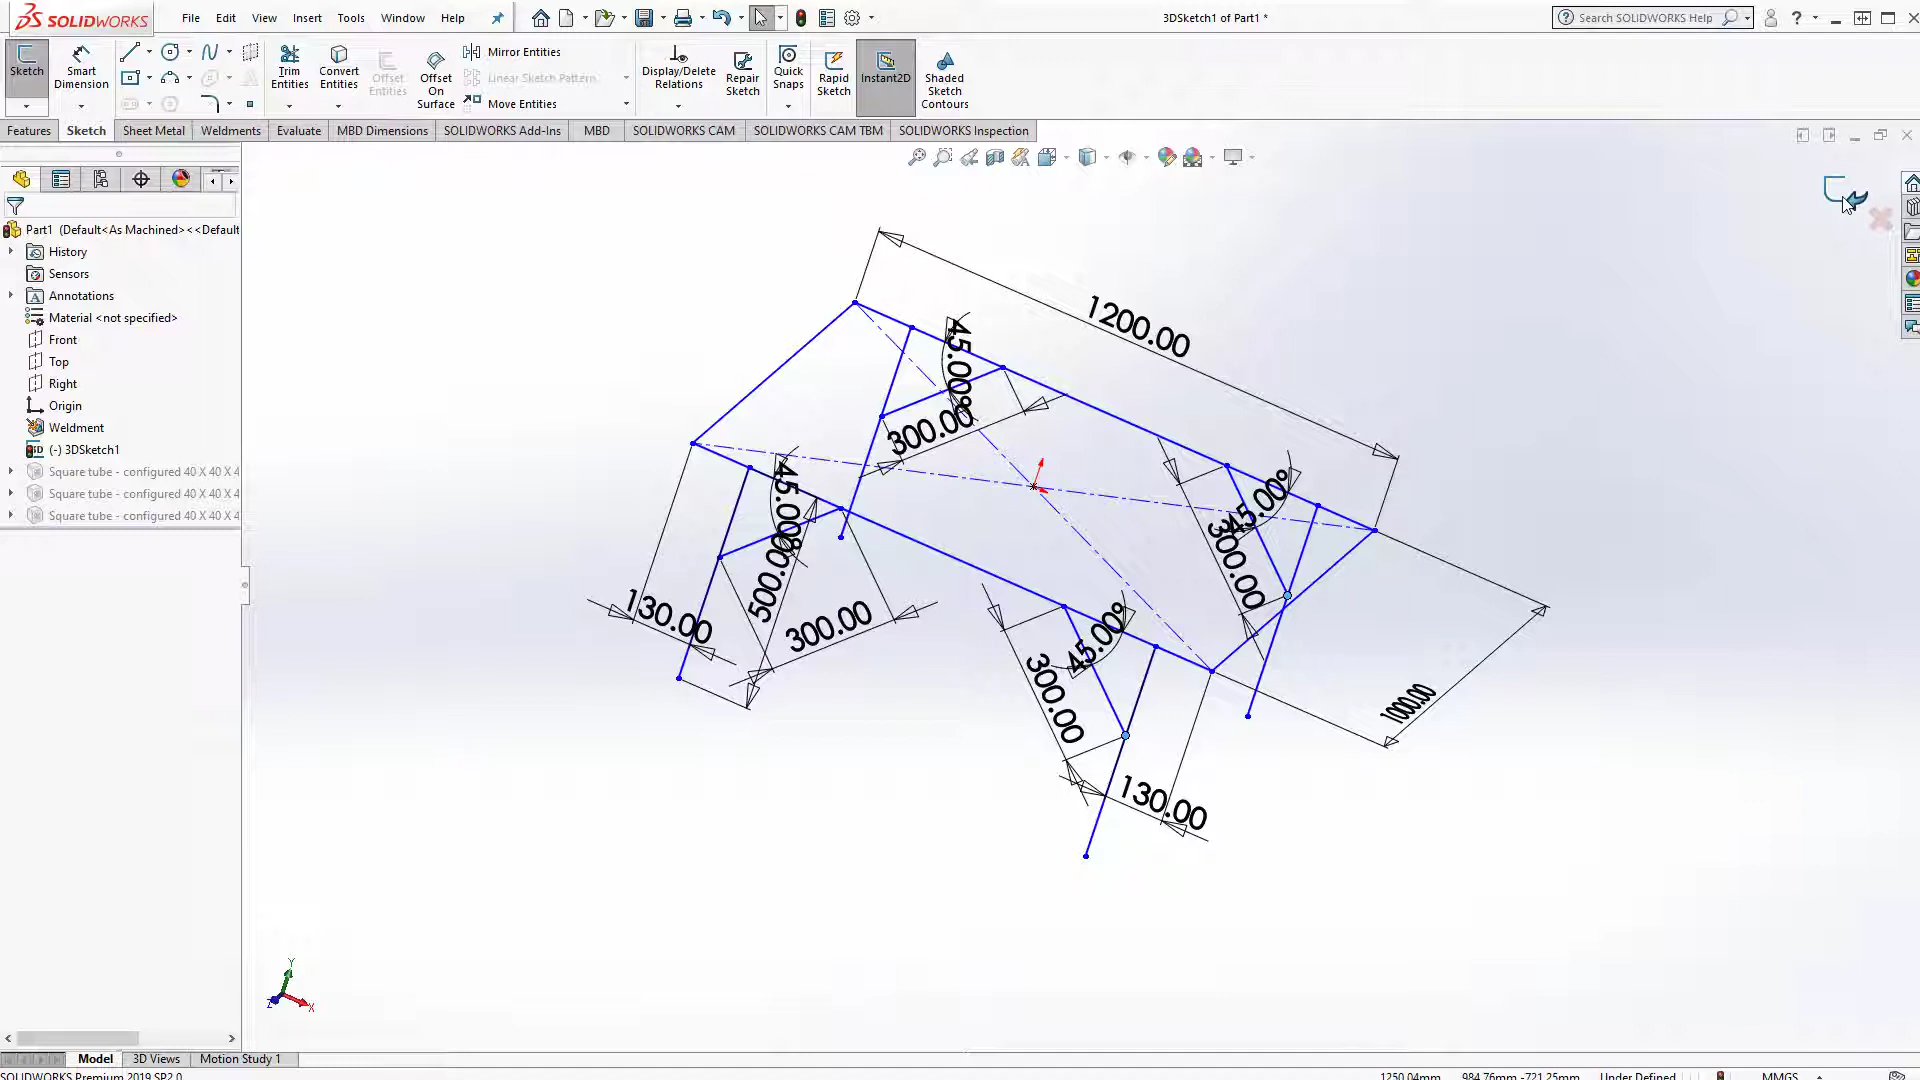 SOLIDWORKS File Edit View Insert Tools Window Help 3DSketch1 of Part1 * Search SOLIDWORKS Help ?
Sketch
Smart Dimension
Trim Entities
Convert Entities
Offset Entities
Offset On Surface
Mirror Entities
Linear Sketch Pattern
Move Entities
Display/Delete Relations
Repair Sketch
Quick Snaps
Rapid Sketch
Instant2D
Shaded Sketch Contours
Features Sketch Sheet Metal Weldments Evaluate MBD Dimensions SOLIDWORKS Add-Ins MBD SOLIDWORKS CAM SOLIDWORKS CAM TBM SOLIDWORKS Inspection
Part1 (Default<As Machined><<Default
History
Sensors
Annotations
Material <not specified>
Front
Top
Right
Origin
Weldment
(-) 3DSketch1
Square tube - configured 40 X 40 X 4
Square tube - configured 40 X 40 X 4
Square tube - configured 40 X 40 X 4
1200.00
45.00°
300.00
45.00°
500.00
130.00
300.00
45.00°
300.00
45.00°
300.00
1000.00
130.00
Y
Z
X
Model 3D Views Motion Study 1
SOLIDWORKS Premium 2019 SP2.0 1250.04mm 984.76mm -721.25mm Under Defined MMGS